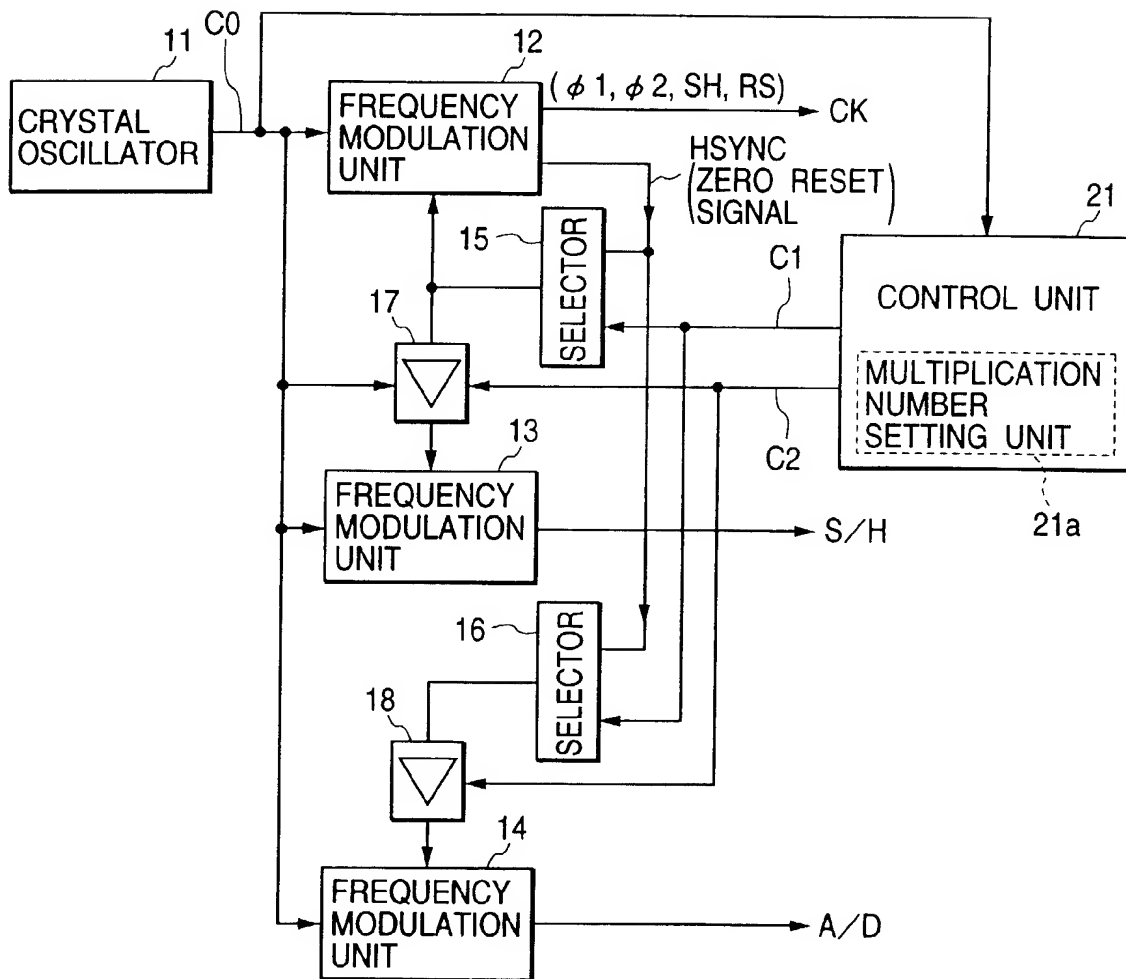 C0
11
CRYSTAL
OSCILLATOR
12
FREQUENCY
MODULATION
UNIT
(ϕ1, ϕ2, SH, RS)
CK
HSYNC
(ZERO RESET)
SIGNAL
15
SELECTOR
21
CONTROL UNIT
MULTIPLICATION
NUMBER
SETTING UNIT
21a
C1
C2
17
13
FREQUENCY
MODULATION
UNIT
S/H
16
SELECTOR
18
14
FREQUENCY
MODULATION
UNIT
A/D